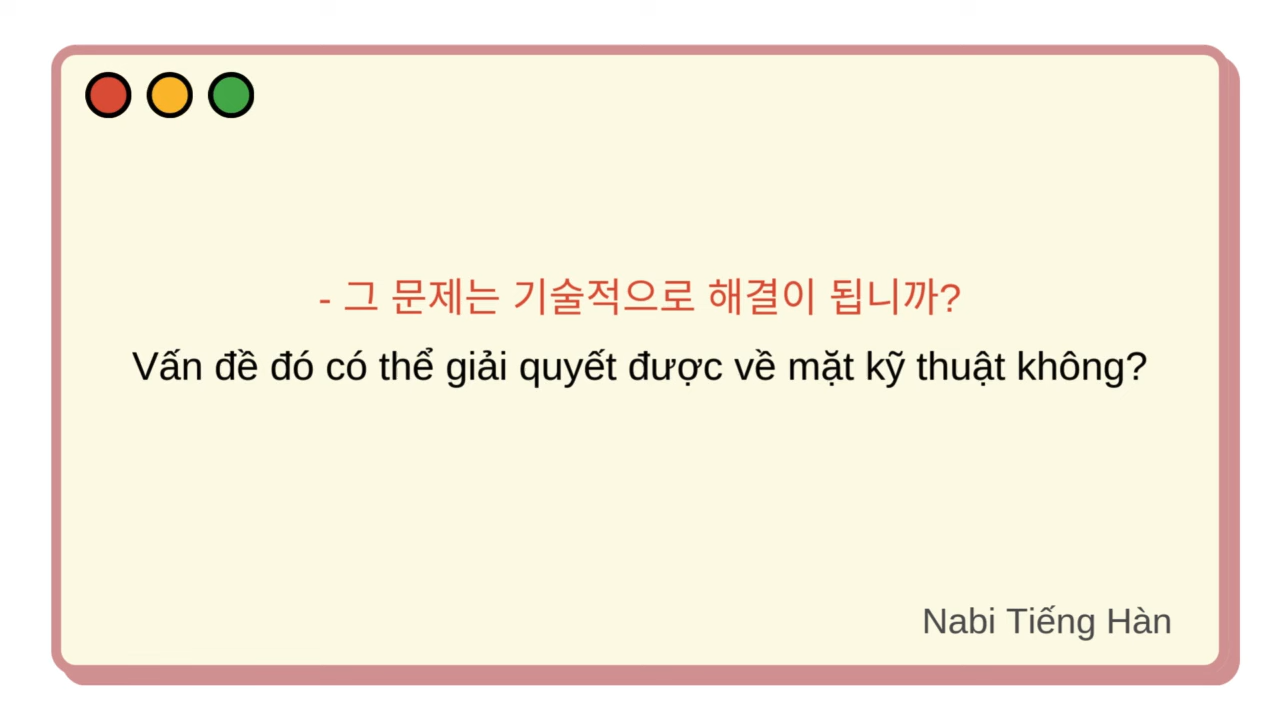 - 그 문제는 기술적으로 해결이 됩니까?
Vấn đề đó có thể giải quyết được về mặt kỹ thuật không?
Nabi Tiếng Hàn